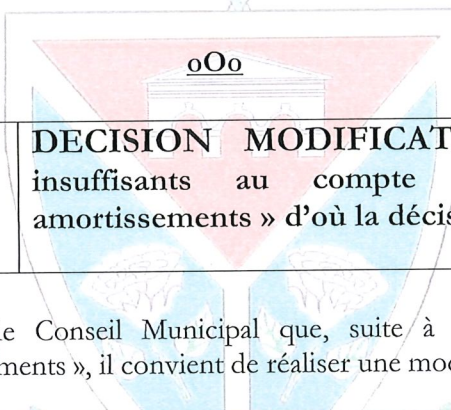 oOo
DECISION MODIFICAT
insuffisants au compte
amortissements » d'où la décis
e Conseil Municipal que, suite à
ments », il convient de réaliser une mod